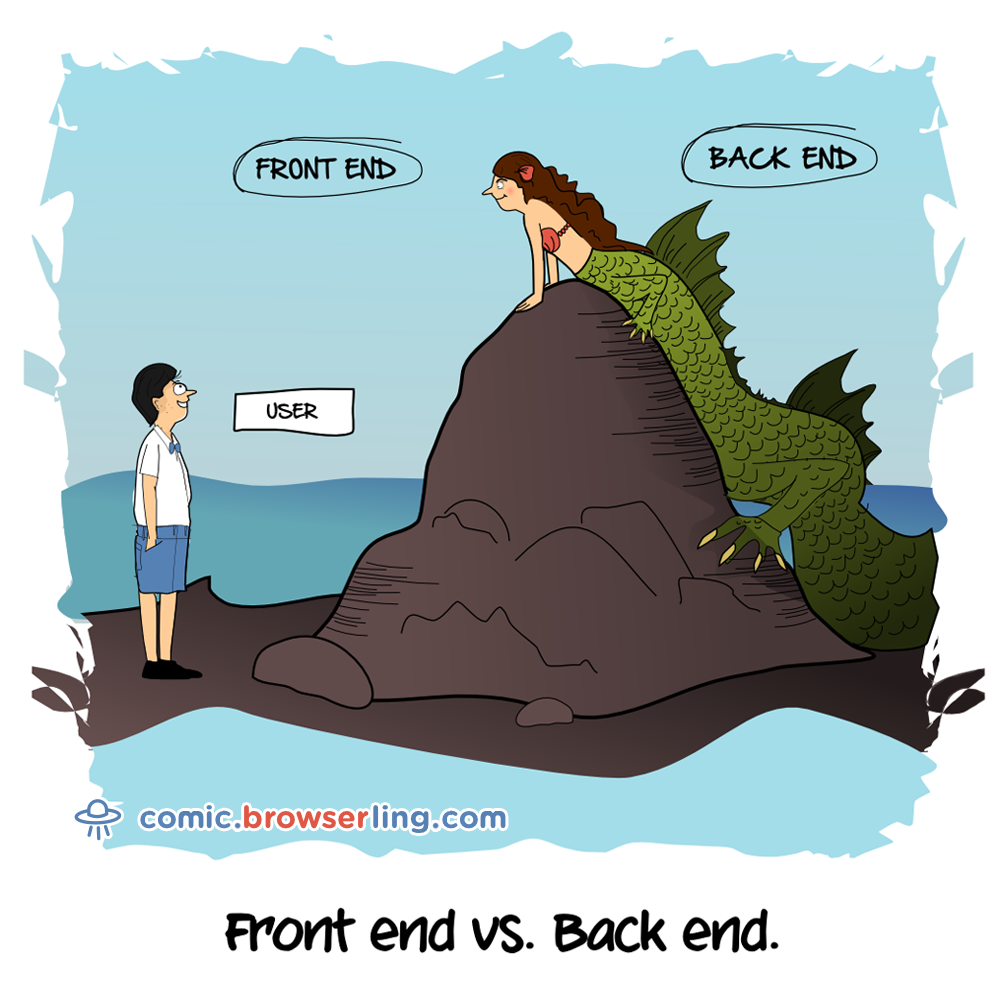 FRONT END
BACK END
USER
comic.browserling.com
Front end vs. Back end.